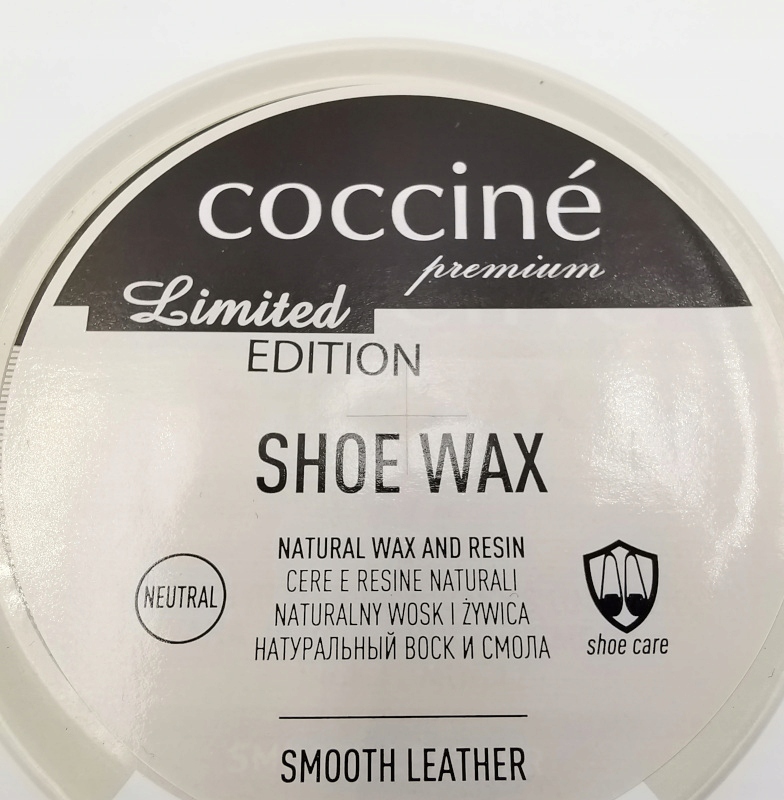 cocciné
premium
Limited
EDITION
SHOE WAX
NATURAL WAX AND RESIN
CERE E RESINE NATURALI
NATURALNY WOSK I ŻYWICA
НАТУРАЛЬНЫЙ ВОСК И СМОЛА
NEUTRAL
shoe care
SMOOTH LEATHER